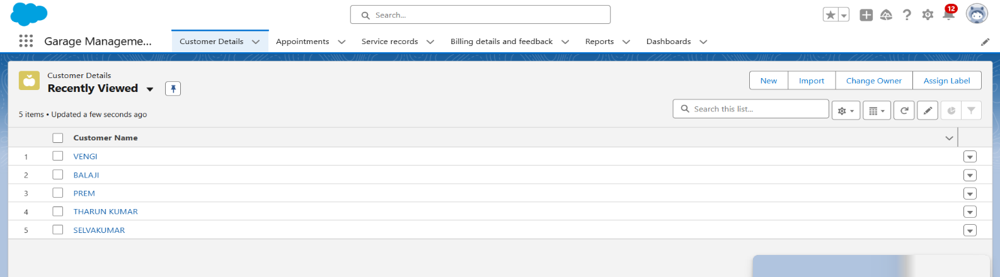 Search...
12
Garage Manageme...
Customer Details
Appointments
Service records
Billing details and feedback
Reports
Dashboards
Customer Details
Recently Viewed
New
Import
Change Owner
Assign Label
5 items • Updated a few seconds ago
Search this list...
Customer Name
1 VENGI
2 BALAJI
3 PREM
4 THARUN KUMAR
5 SELVAKUMAR